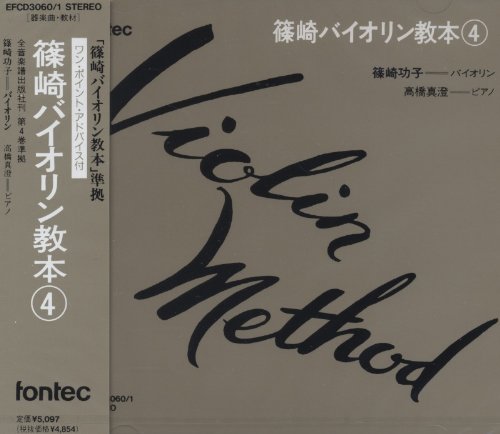 EFCD3060/1 STEREO
[器楽曲・教材]
「篠崎バイオリン教本」準拠
ワン・ポイント・アドバイス付
篠崎バイオリン教本④
全音楽譜出版社刊 第4巻準拠
篠崎功子━━バイオリン 高橋真澄━━ピアノ
fontec
定価¥5,097
(税抜価格¥4,854)
fontec
篠崎バイオリン教本④
篠崎功子━━バイオリン
高橋真澄━━ピアノ
Violin
Method
3060/1